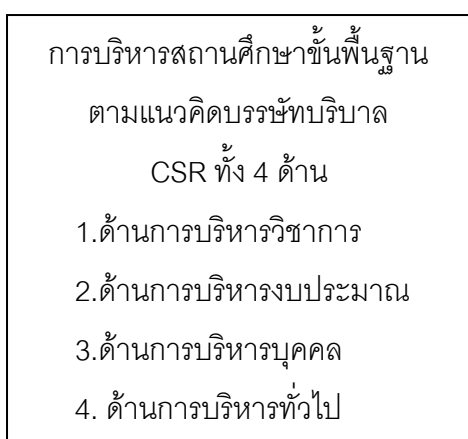 การบริหารสถานศึกษาขั้นพื้นฐาน
ตามแนวคิดบรรษัทบริบาล
CSR ทั้ง 4 ด้าน
1.ด้านการบริหารวิชาการ
2.ด้านการบริหารงบประมาณ
3.ด้านการบริหารบุคคล
4. ด้านการบริหารทั่วไป